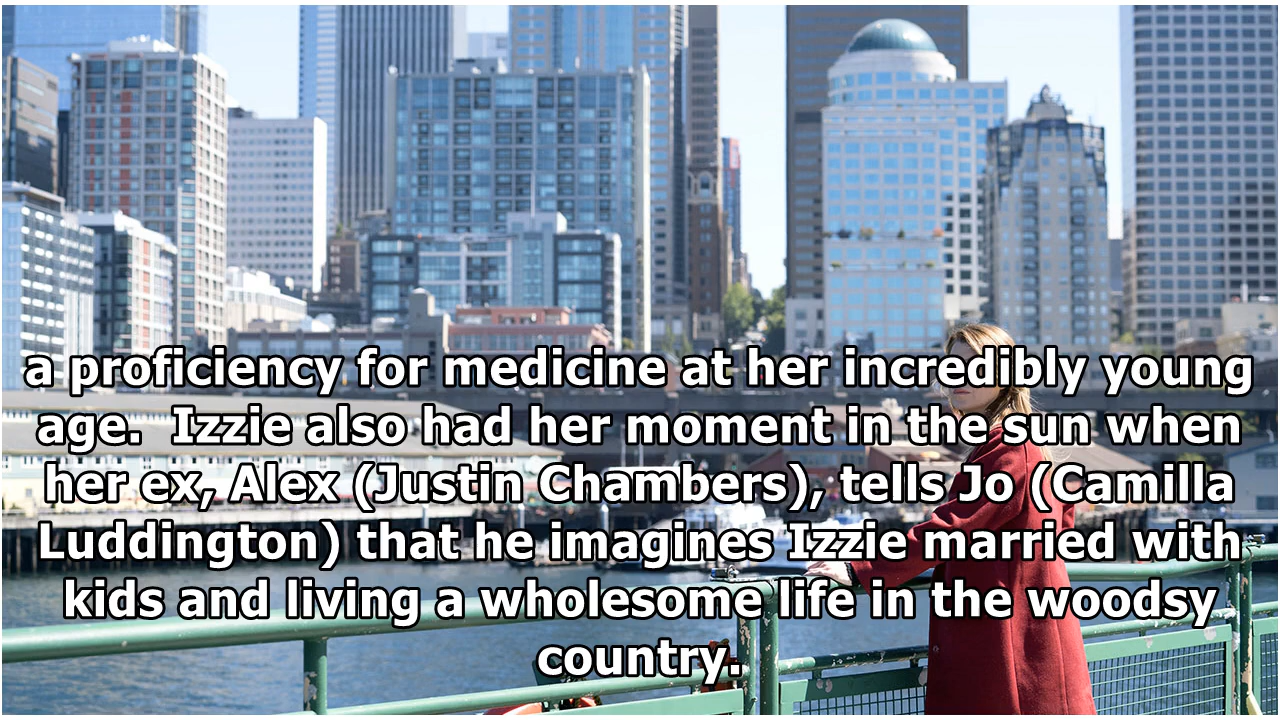 a proficiency for medicine at her incredibly young
age.  Izzie also had her moment in the sun when
her ex, Alex (Justin Chambers), tells Jo (Camilla
Luddington) that he imagines Izzie married with
kids and living a wholesome life in the woodsy
country.